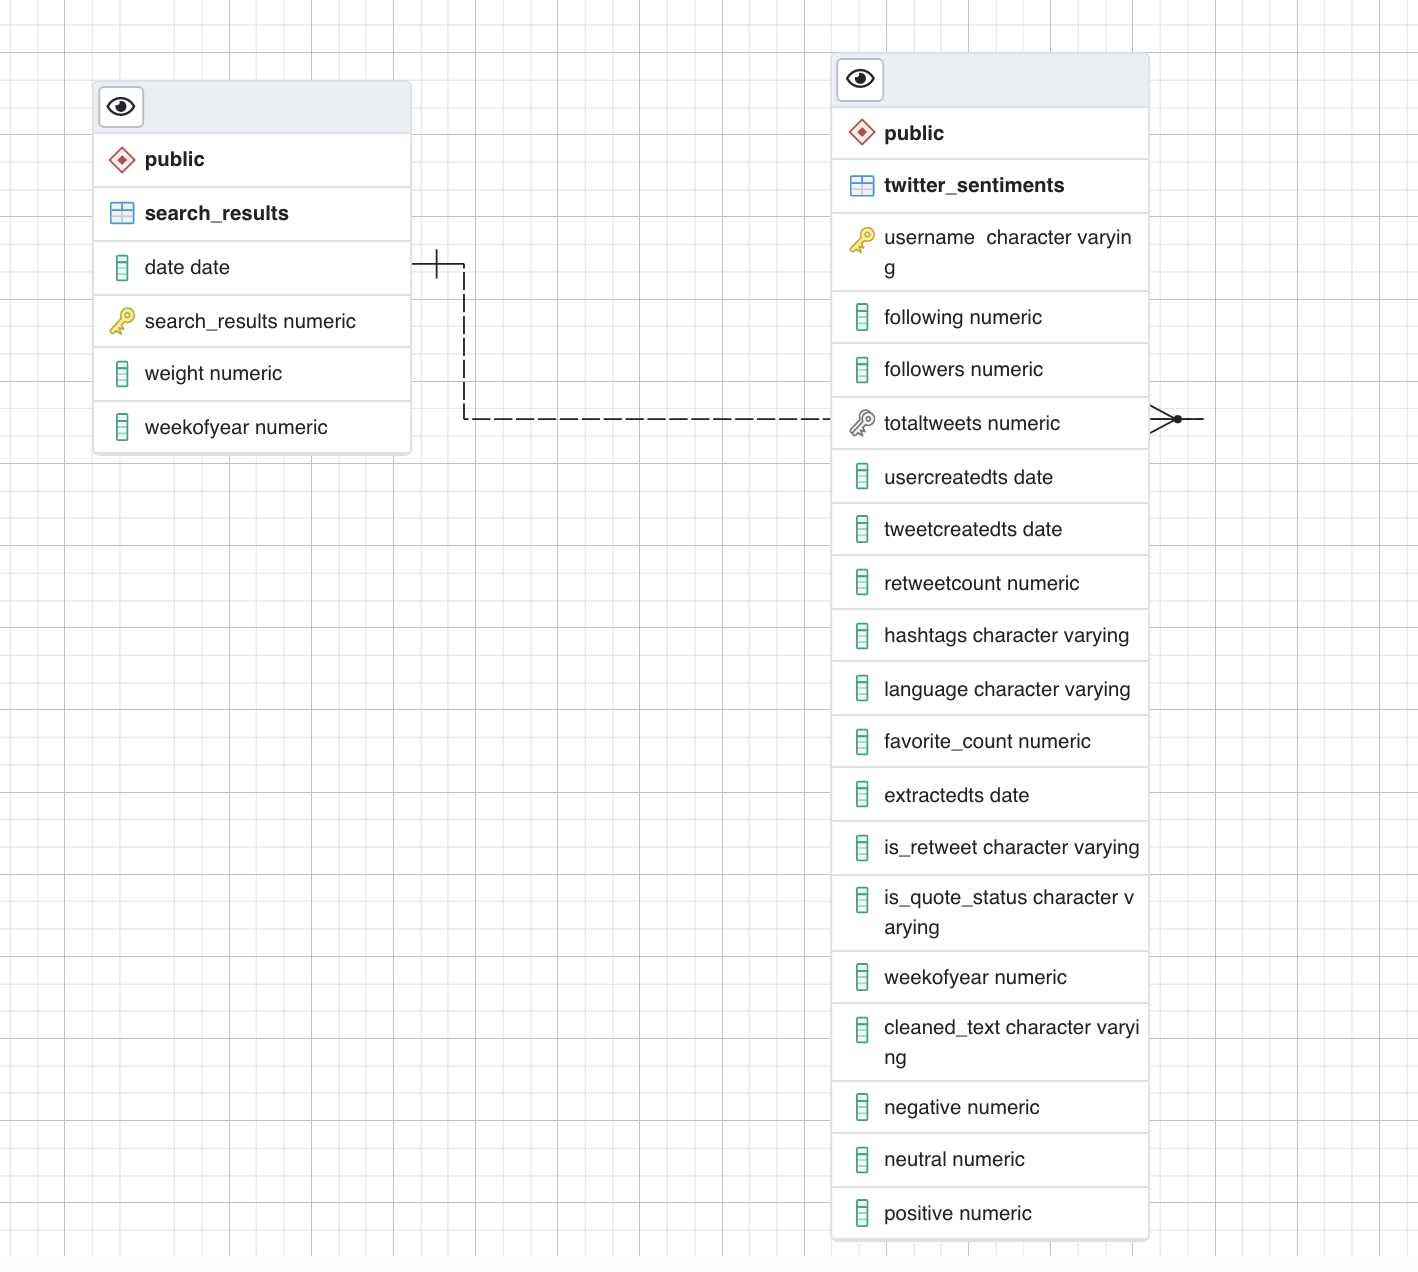 public
search_results
date date
search_results numeric
weight numeric
weekofyear numeric
public
twitter_sentiments
username  character varyin
g
following numeric
followers numeric
totaltweets numeric
usercreatedts date
tweetcreatedts date
retweetcount numeric
hashtags character varying
language character varying
favorite_count numeric
extractedts date
is_retweet character varying
is_quote_status character v
arying
weekofyear numeric
cleaned_text character varyi
ng
negative numeric
neutral numeric
positive numeric